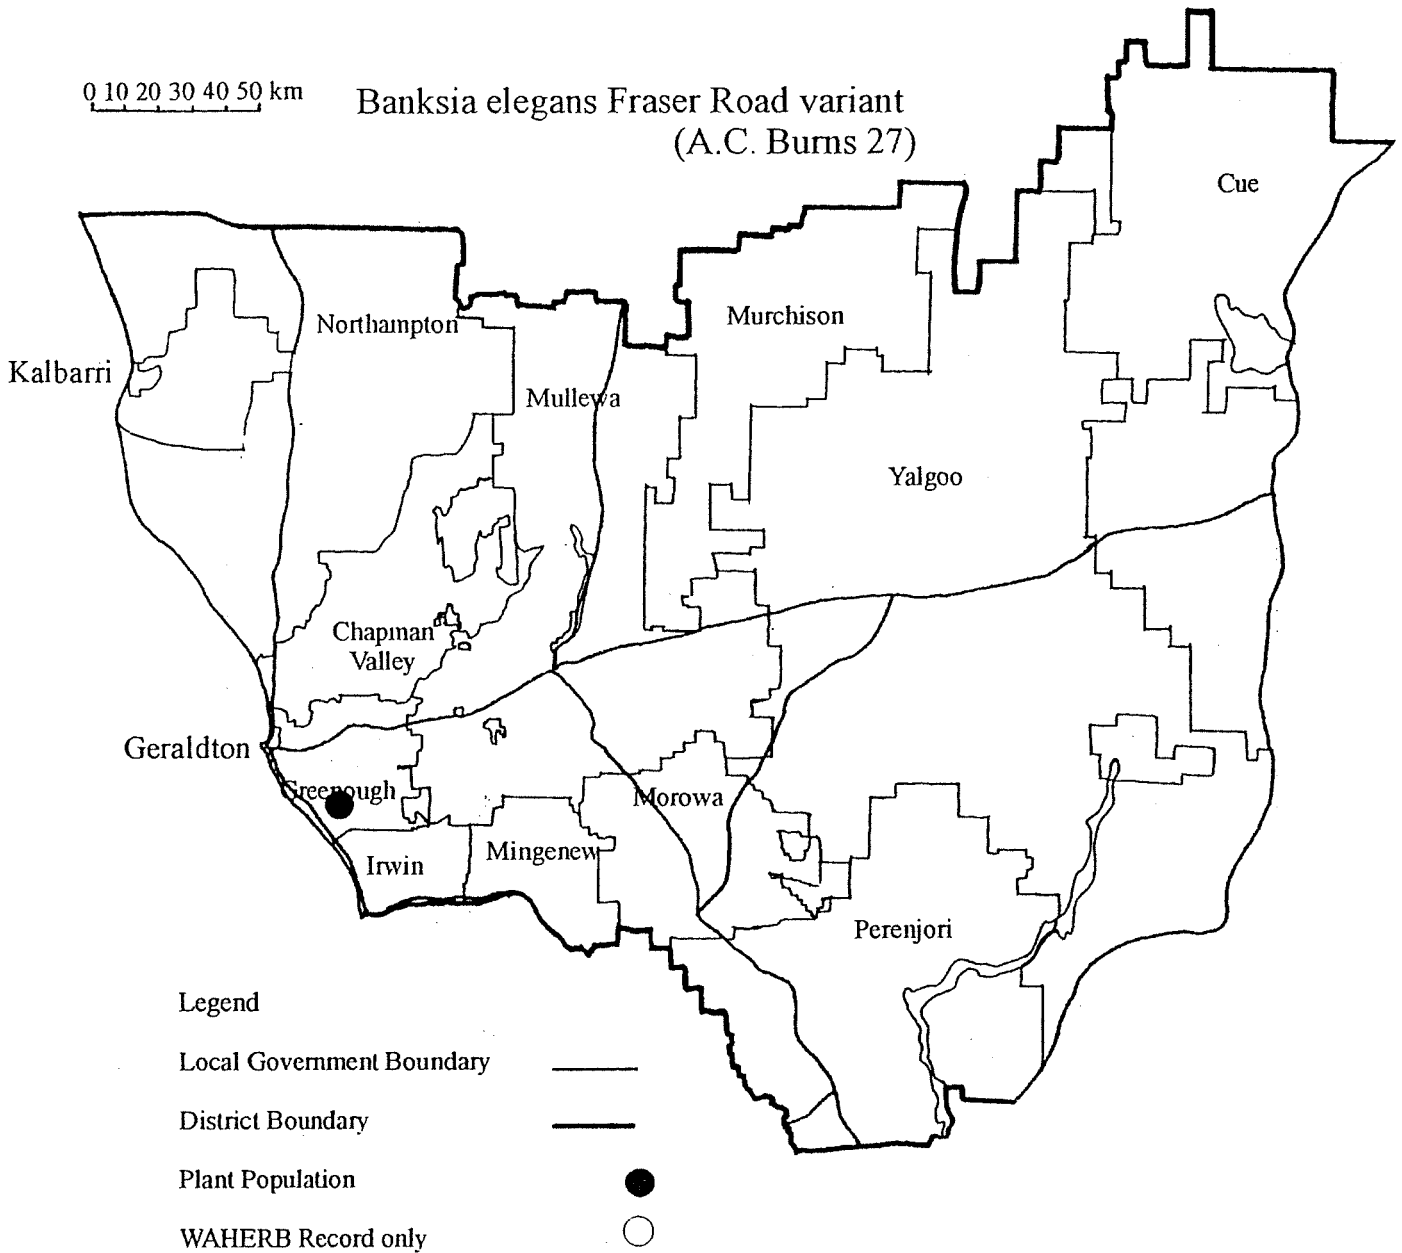 0 10 20 30 40 50 km
Banksia elegans Fraser Road variant
(A.C. Burns 27)
Cue
Northampton
Murchison
Kalbarri
Mullewa
Yalgoo
Chapman
Valley
Geraldton
Greenough
Morowa
Irwin
Mingenew
Perenjori
Legend
Local Government Boundary
District Boundary
Plant Population
WAHERB Record only